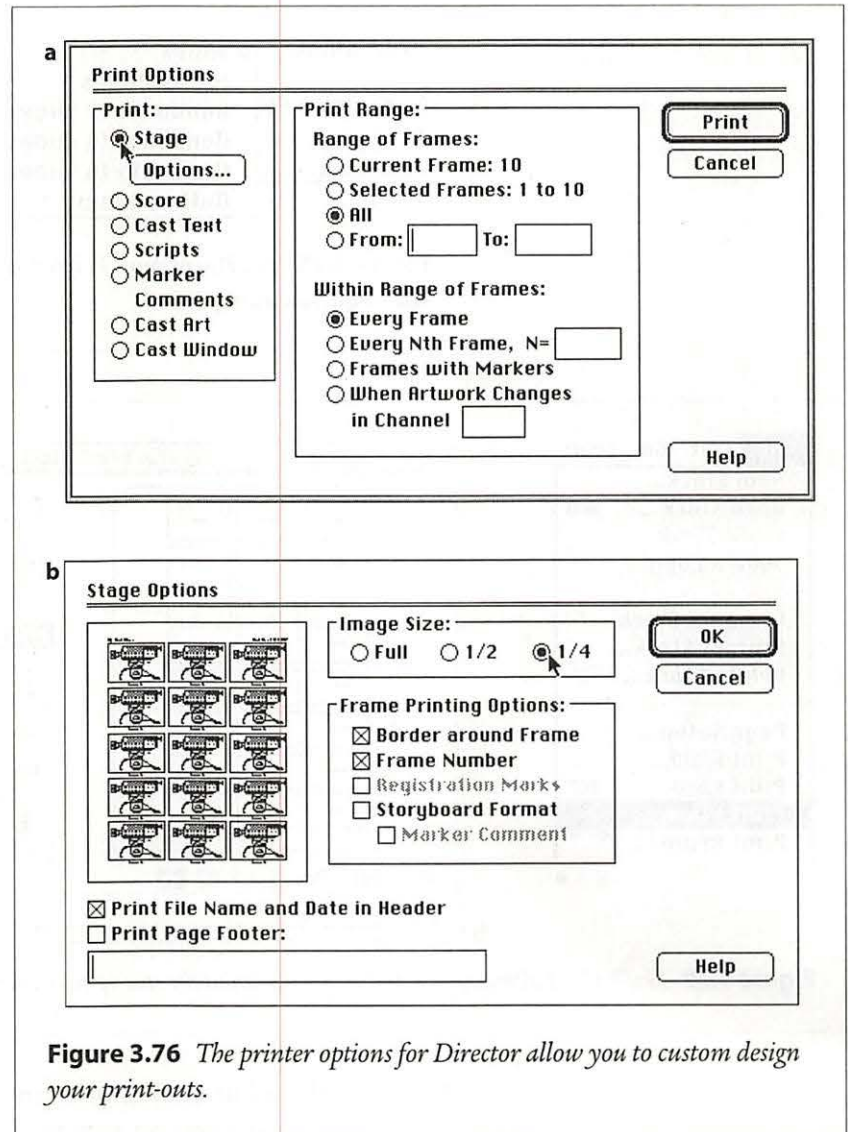 a
Print Options
Print:
Stage
Options...
Score
Cast Text
Scripts
Marker
Comments
Cast Art
Cast Window
Print Range:
Range of Frames:
Current Frame: 10
Selected Frames: 1 to 10
All
From: To:
Within Range of Frames:
Every Frame
Every Nth Frame, N=
Frames with Markers
When Artwork Changes
in Channel
Print
Cancel
Help
b
Stage Options
Image Size:
Full 1/2 1/4
Frame Printing Options:
Border around Frame
Frame Number
Registration Marks
Storyboard Format
Marker Comment
OK
Cancel
Print File Name and Date in Header
Print Page Footer:
Help
Figure 3.76 The printer options for Director allow you to custom design
your print-outs.